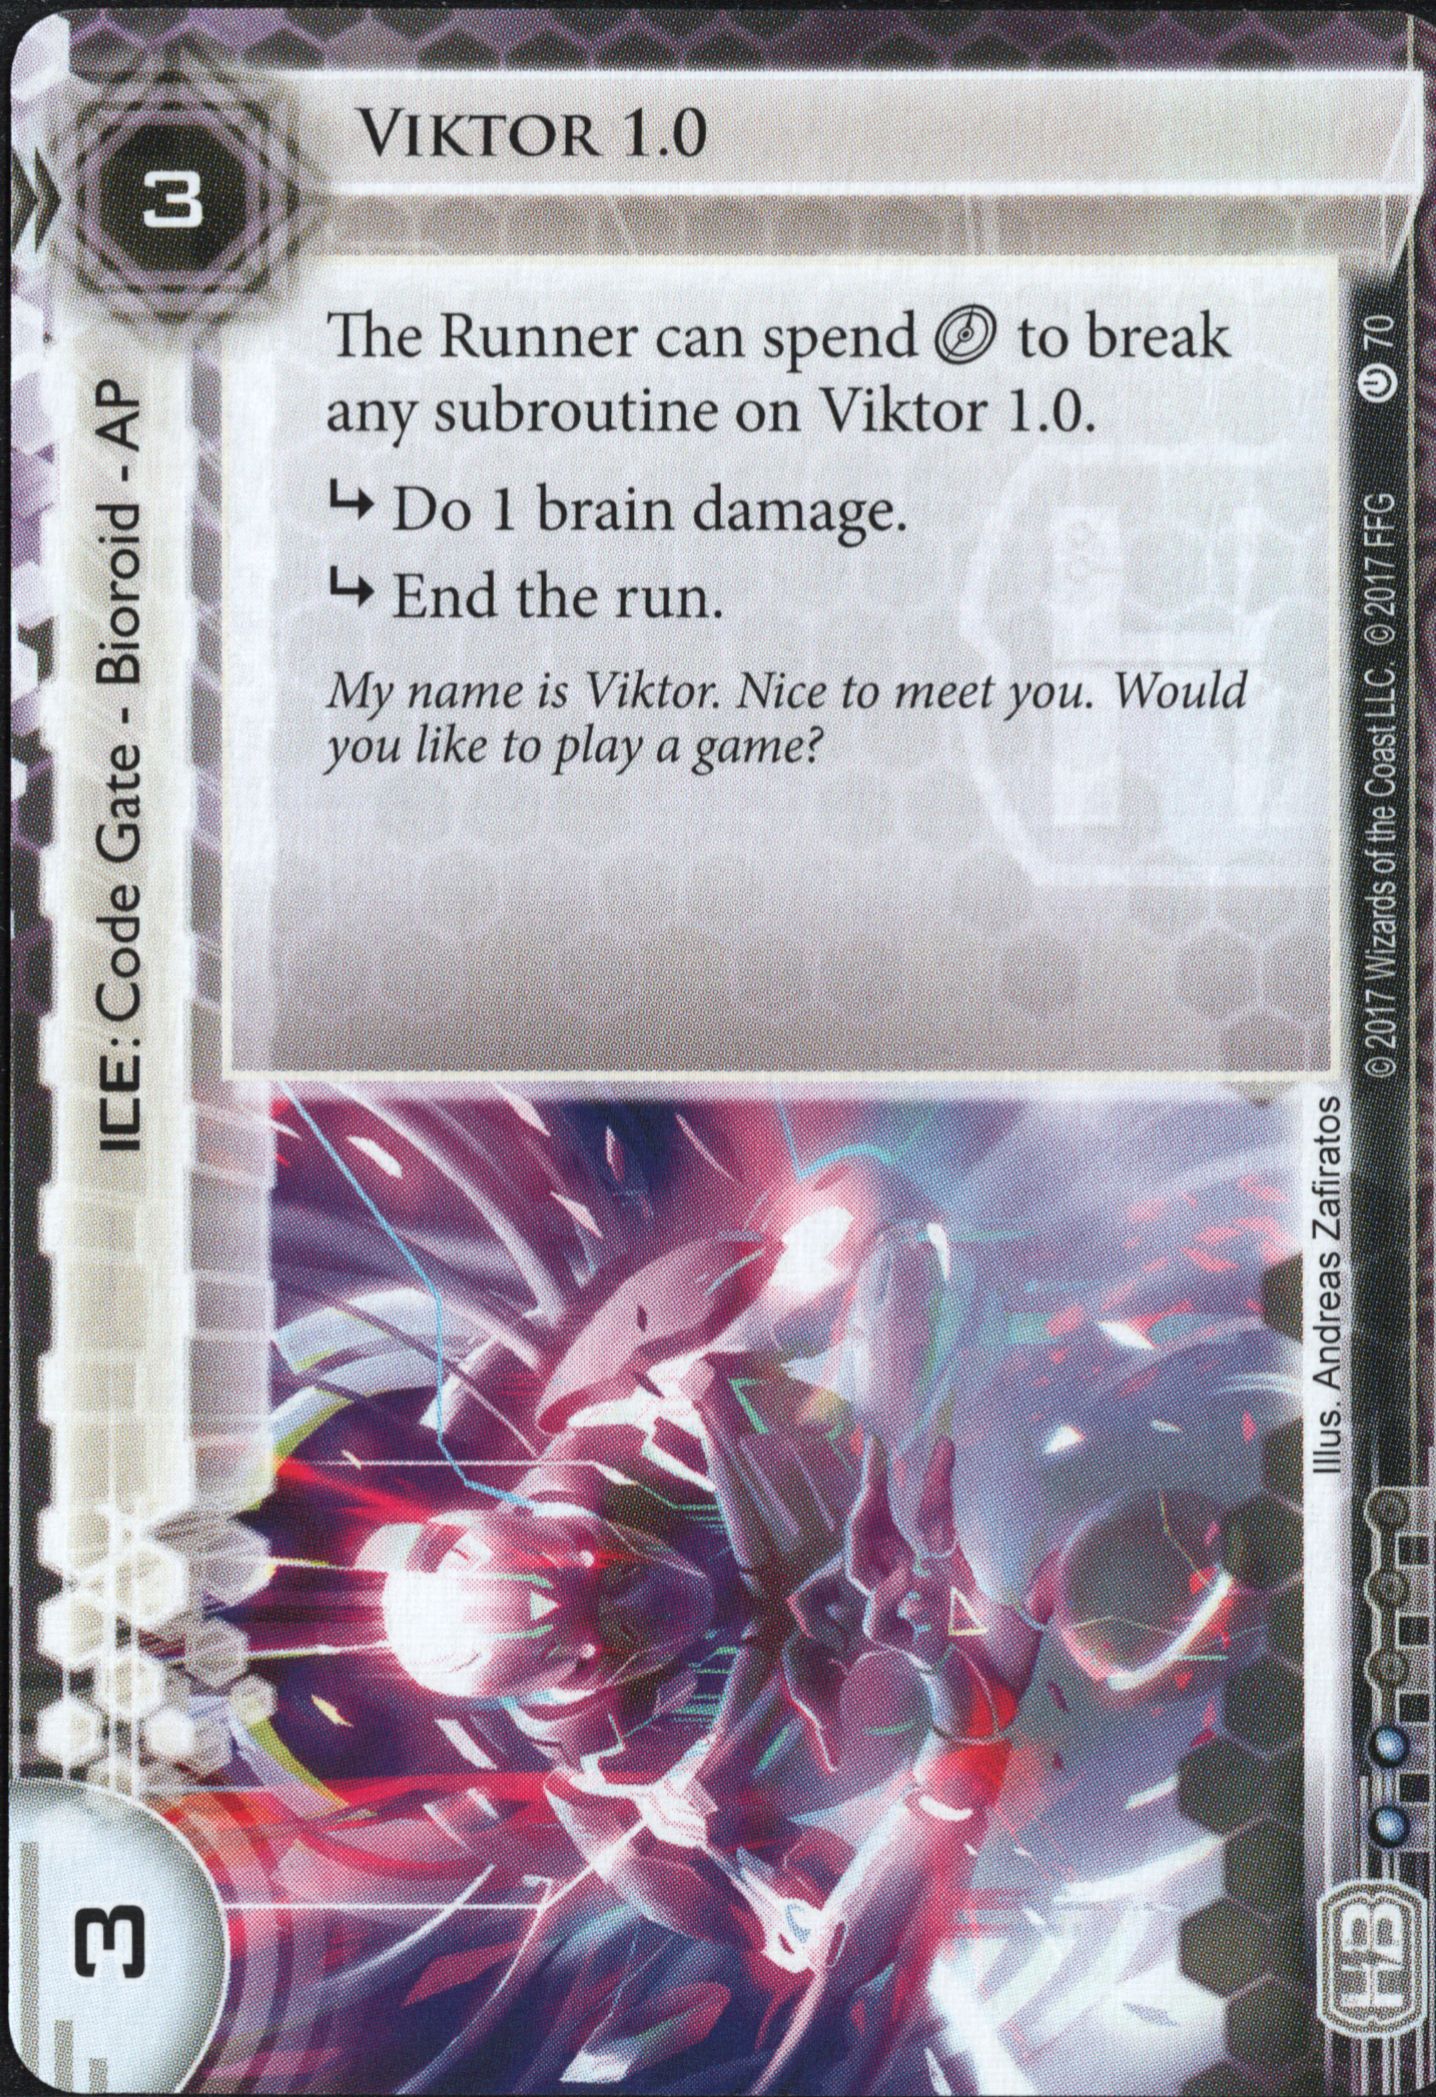 3
VIKTOR 1.0
The Runner can spend to break
any subroutine on Viktor 1.0.
Do 1 brain damage.
End the run.
My name is Viktor. Nice to meet you. Would
you like to play a game?
ICE: Code Gate - Bioroid - AP
3
Illus. Andreas Zafiratos
© 2017 Wizards of the Coast LLC. © 2017 FFG 70
HB